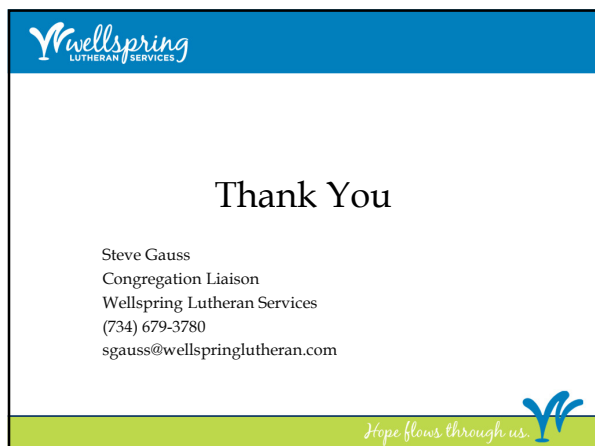 wellspring
LUTHERAN SERVICES
Thank You
Steve Gauss
Congregation Liaison
Wellspring Lutheran Services
(734) 679-3780
sgauss@wellspringlutheran.com
Hope flows through us.